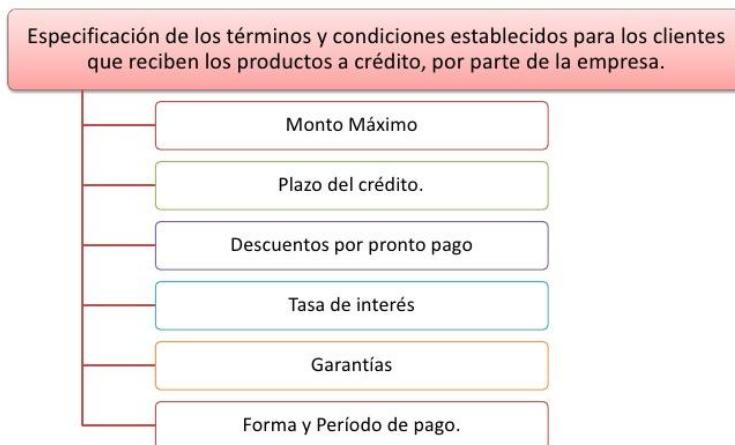 Especificación de los términos y condiciones establecidos para los clientes
que reciben los productos a crédito, por parte de la empresa.
Monto Máximo
Plazo del crédito.
Descuentos por pronto pago
Tasa de interés
Garantías
Forma y Período de pago.